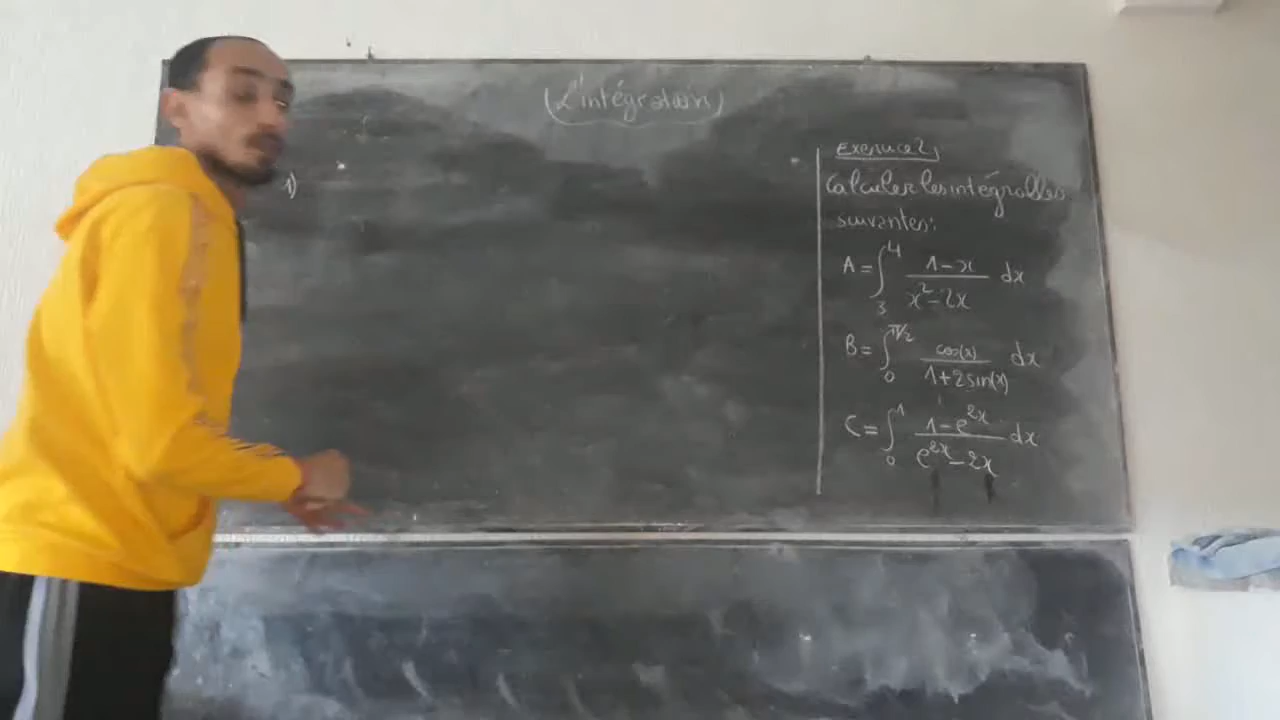 (L'intégration)
1)
Exercice 2:
Calculer les intégralles
suivantes:
A = ∫₃⁴ (1-x)/(x²-2x) dx
B = ∫₀^(π/2) cos(x)/(1+2sin(x)) dx
C = ∫₀¹ (1-e^(2x))/(e^(2x)-2x) dx